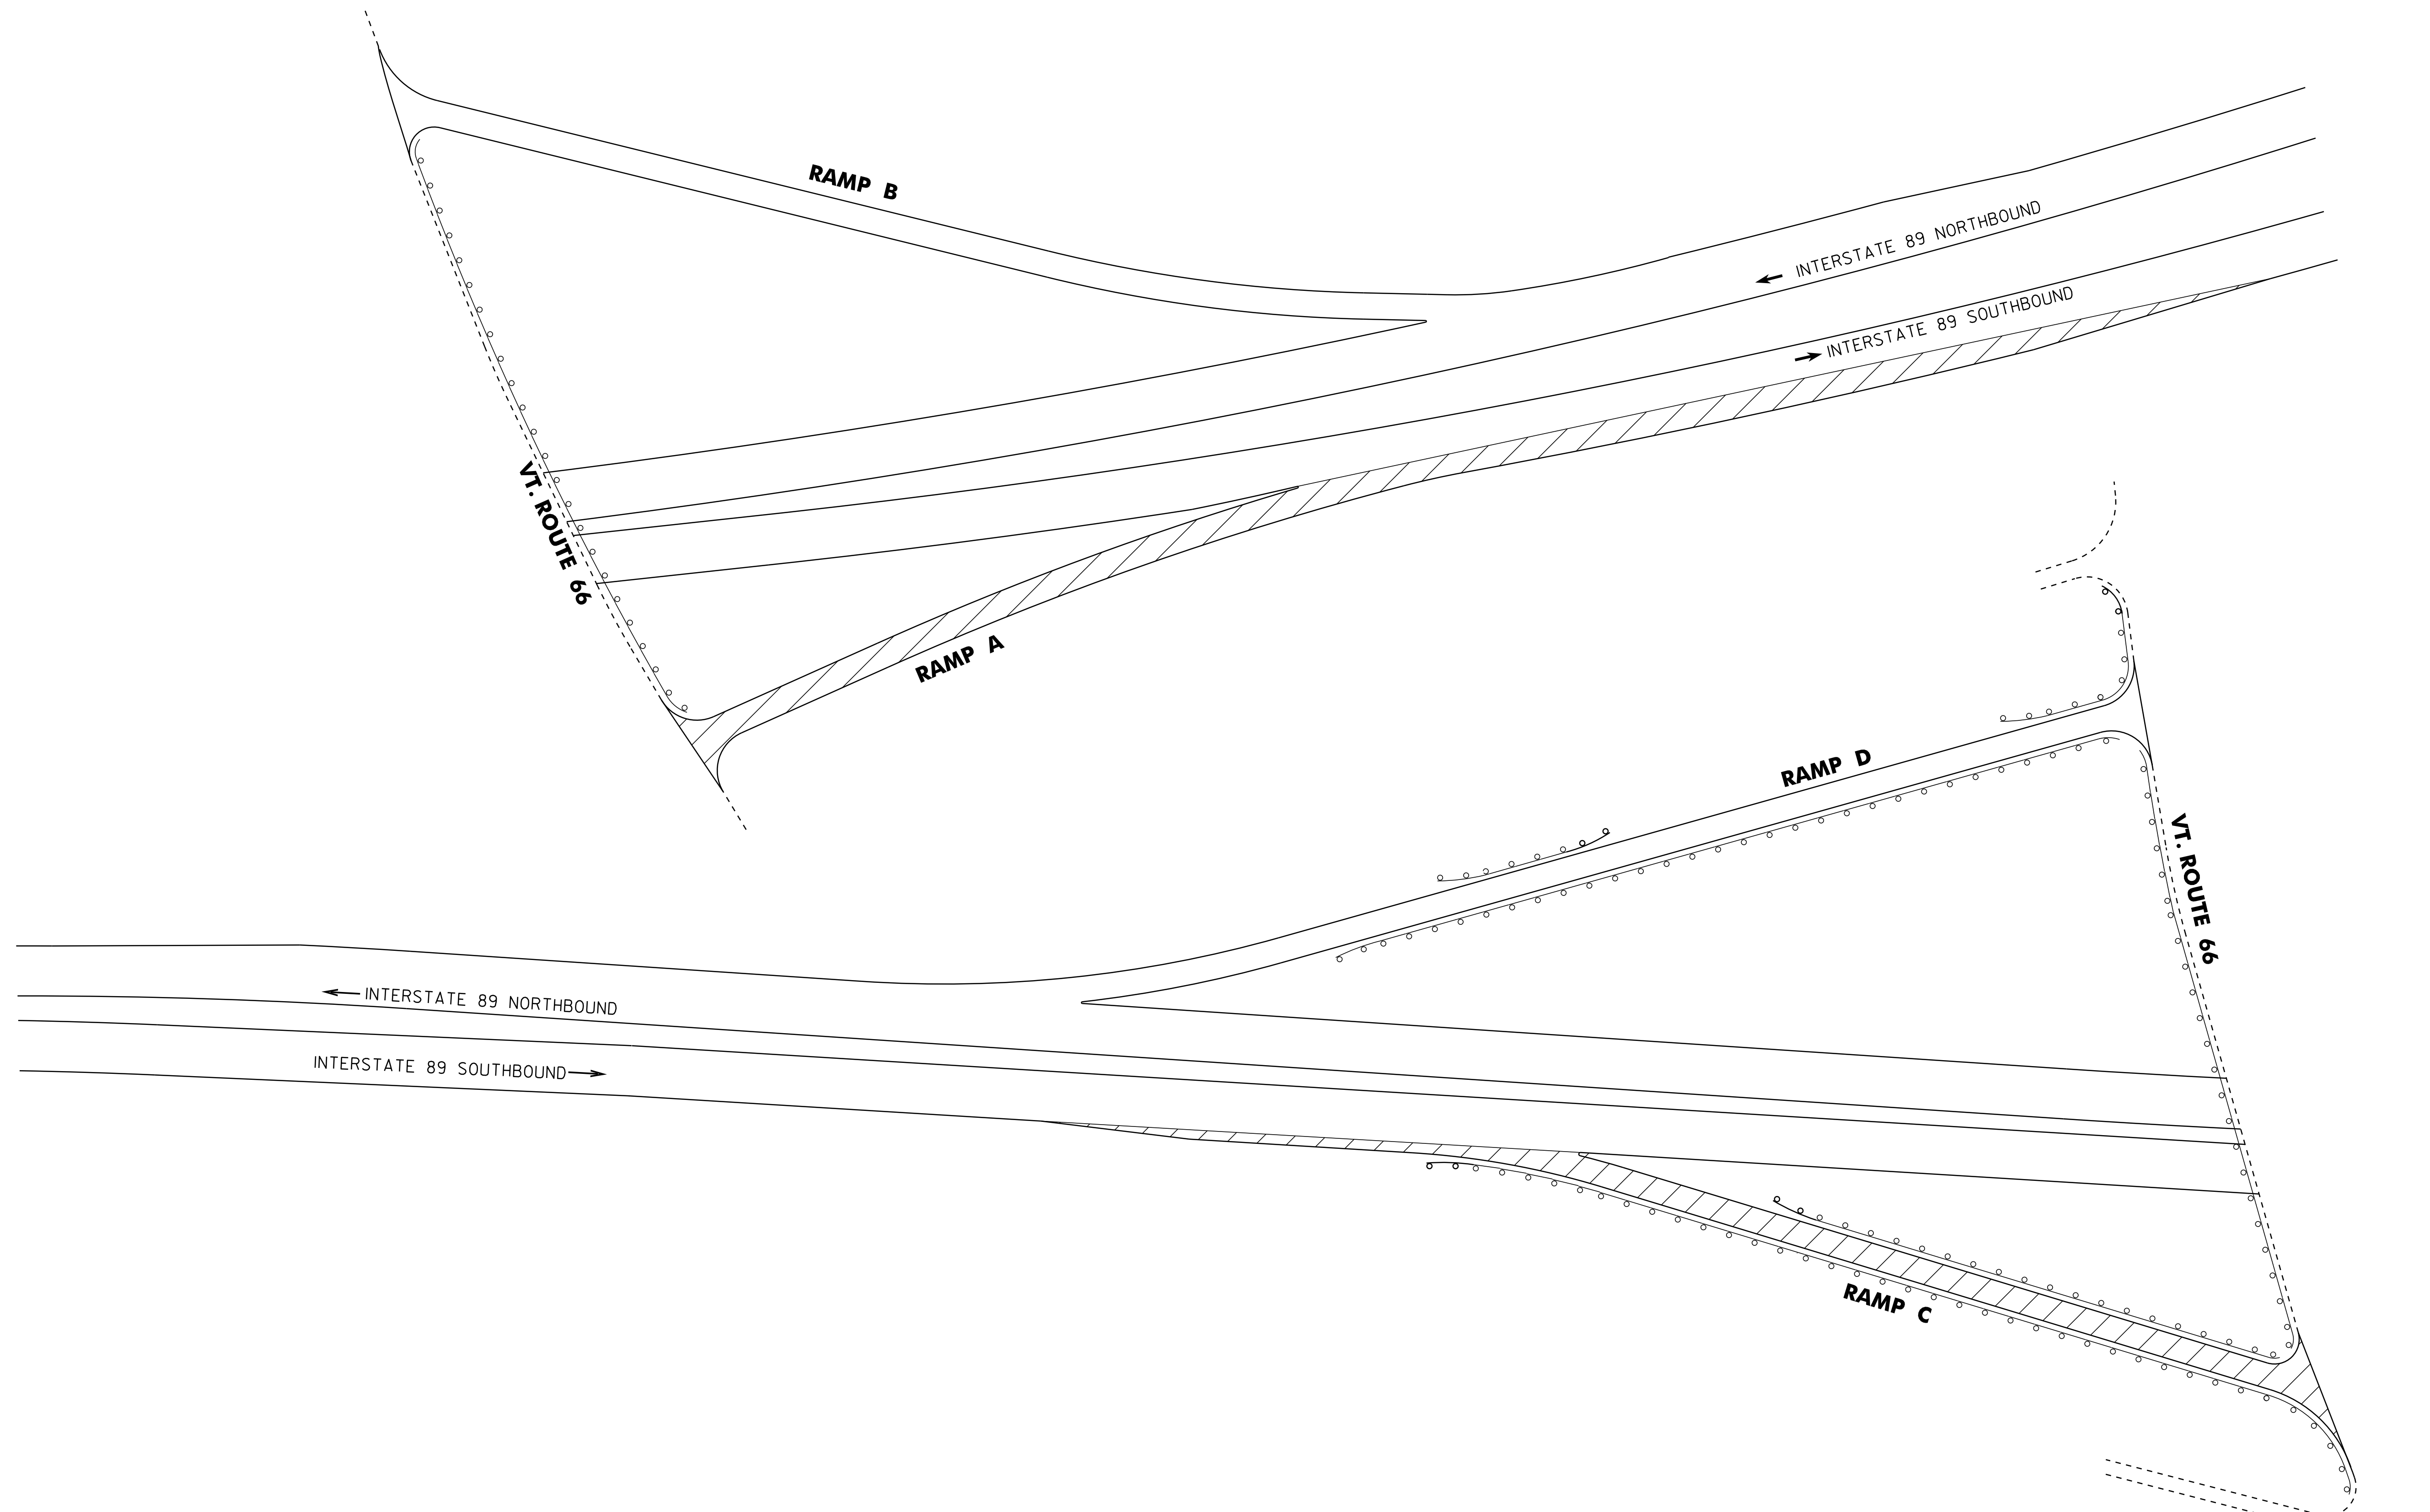 RAMP B
INTERSTATE 89 NORTHBOUND
INTERSTATE 89 SOUTHBOUND
VT. ROUTE 66
RAMP A
RAMP D
VT. ROUTE 66
INTERSTATE 89 NORTHBOUND
INTERSTATE 89 SOUTHBOUND
RAMP C